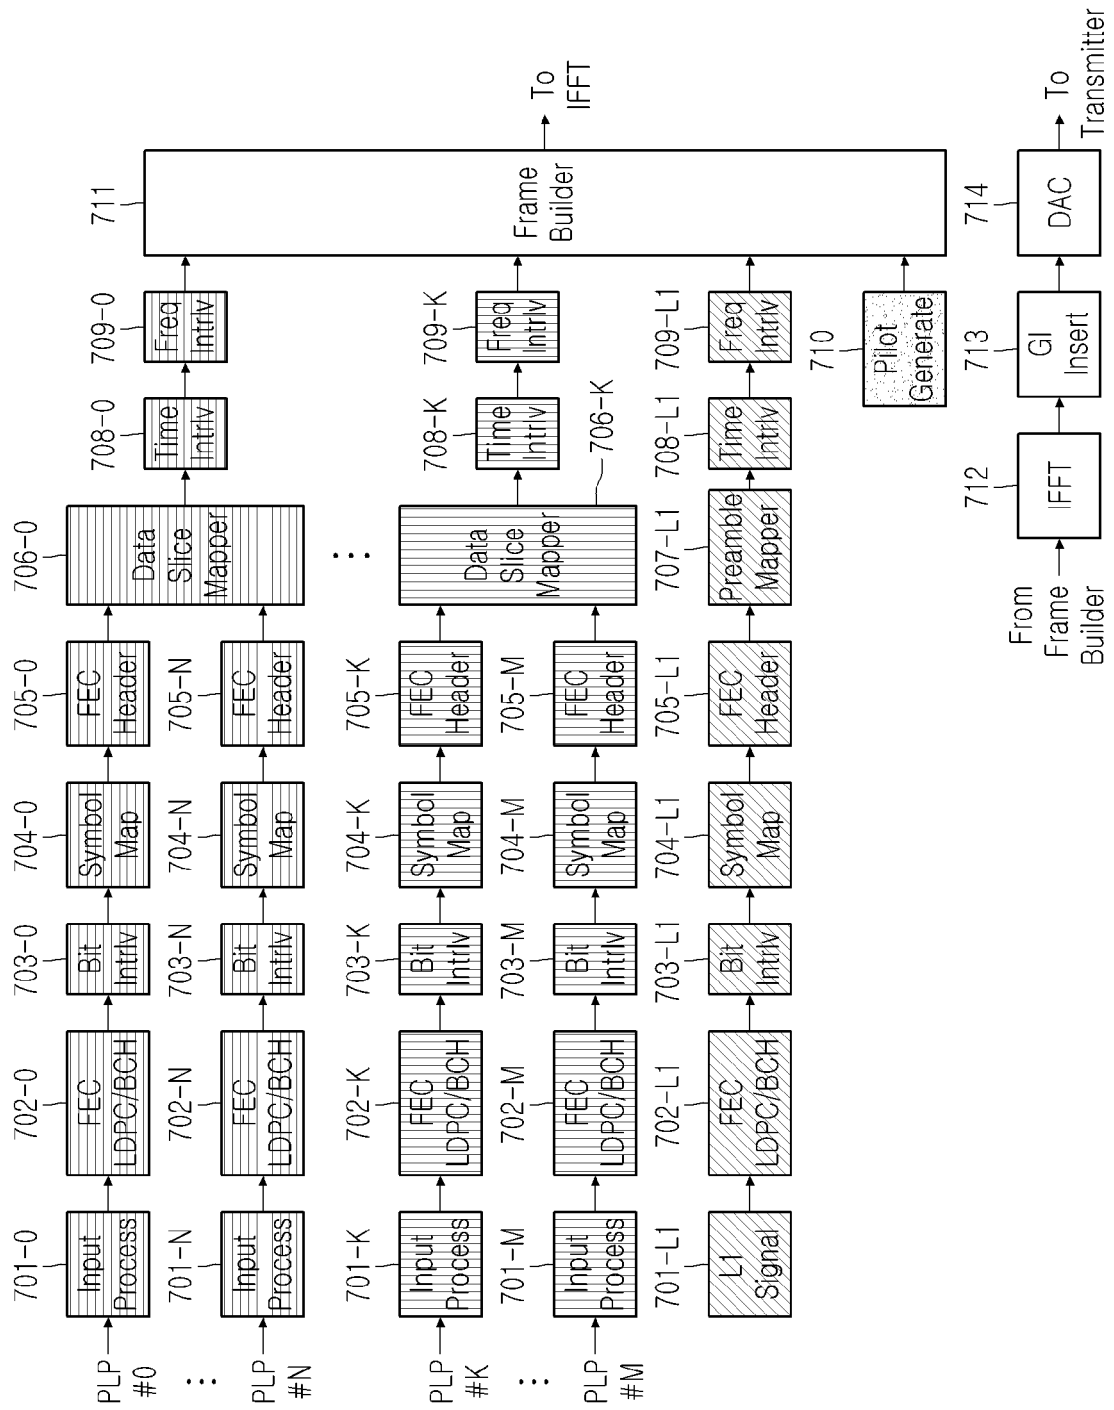 701-0
702-0
703-0
704-0
705-0
706-0
708-0
709-0
711
PLP
#0
Input
Process
FEC
LDPC/BCH
Bit
Intrlv
Symbol
Map
FEC
Header
Data
Slice
Mapper
Time
Intrlv
Freq
Intrlv
Frame
Builder
To
IFFT
701-N
702-N
703-N
704-N
705-N
PLP
#N
Input
Process
FEC
LDPC/BCH
Bit
Intrlv
Symbol
Map
FEC
Header
701-K
702-K
703-K
704-K
705-K
708-K
709-K
PLP
#K
Input
Process
FEC
LDPC/BCH
Bit
Intrlv
Symbol
Map
FEC
Header
Data
Slice
Mapper
Time
Intrlv
Freq
Intrlv
701-M
702-M
703-M
704-M
705-M
706-K
PLP
#M
Input
Process
FEC
LDPC/BCH
Bit
Intrlv
Symbol
Map
FEC
Header
701-L1
702-L1
703-L1
704-L1
705-L1
707-L1
708-L1
709-L1
L1
Signal
FEC
LDPC/BCH
Bit
Intrlv
Symbol
Map
FEC
Header
Preamble
Mapper
Time
Intrlv
Freq
Intrlv
710
Pilot
Generate
712
713
714
From
Frame
Builder
IFFT
GI
Insert
DAC
To
Transmitter